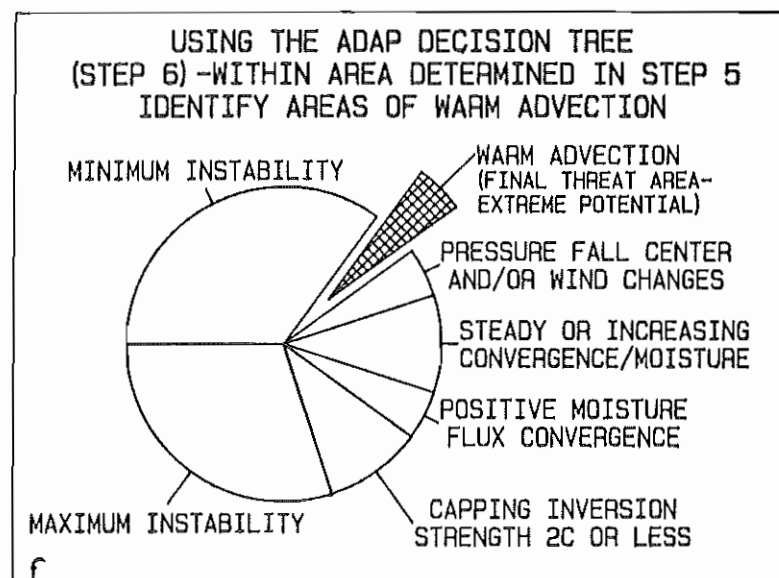 USING THE ADAP DECISION TREE
(STEP 6)-WITHIN AREA DETERMINED IN STEP 5
IDENTIFY AREAS OF WARM ADVECTION
MINIMUM INSTABILITY
WARM ADVECTION
(FINAL THREAT AREA-
EXTREME POTENTIAL)
PRESSURE FALL CENTER
AND/OR WIND CHANGES
STEADY OR INCREASING
CONVERGENCE/MOISTURE
POSITIVE MOISTURE
FLUX CONVERGENCE
CAPPING INVERSION
STRENGTH 2C OR LESS
MAXIMUM INSTABILITY
f